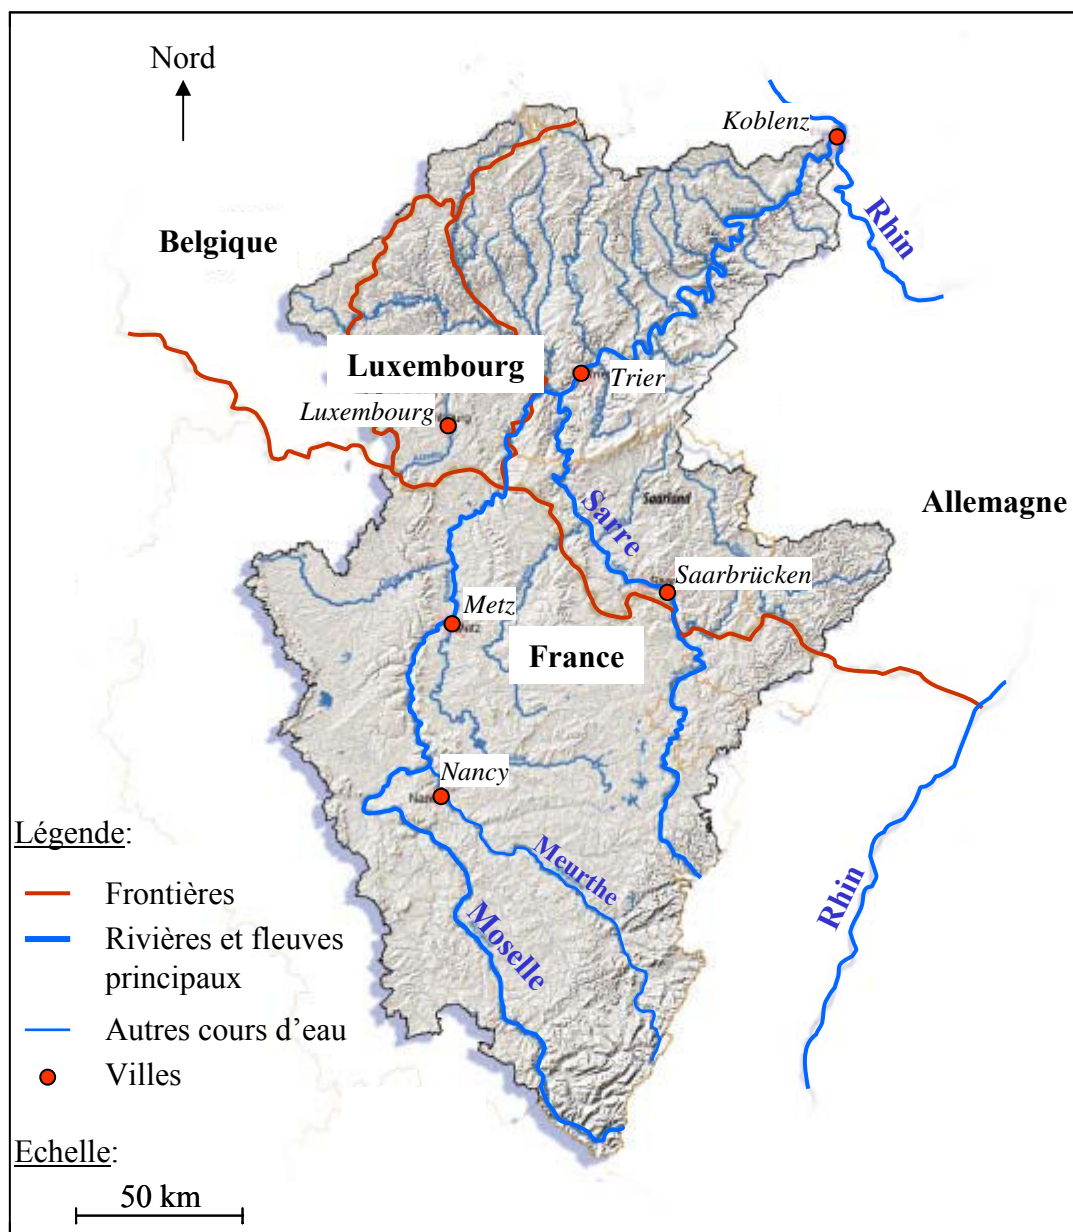 Nord
Koblenz
Rhin
Belgique
Luxembourg
Trier
Luxembourg
Saarland
Sarre
Allemagne
Saarbrücken
Metz
France
Nancy
Meurthe
Moselle
Rhin
Légende:
Frontières
Rivières et fleuves
principaux
Autres cours d’eau
Villes
Echelle:
50 km